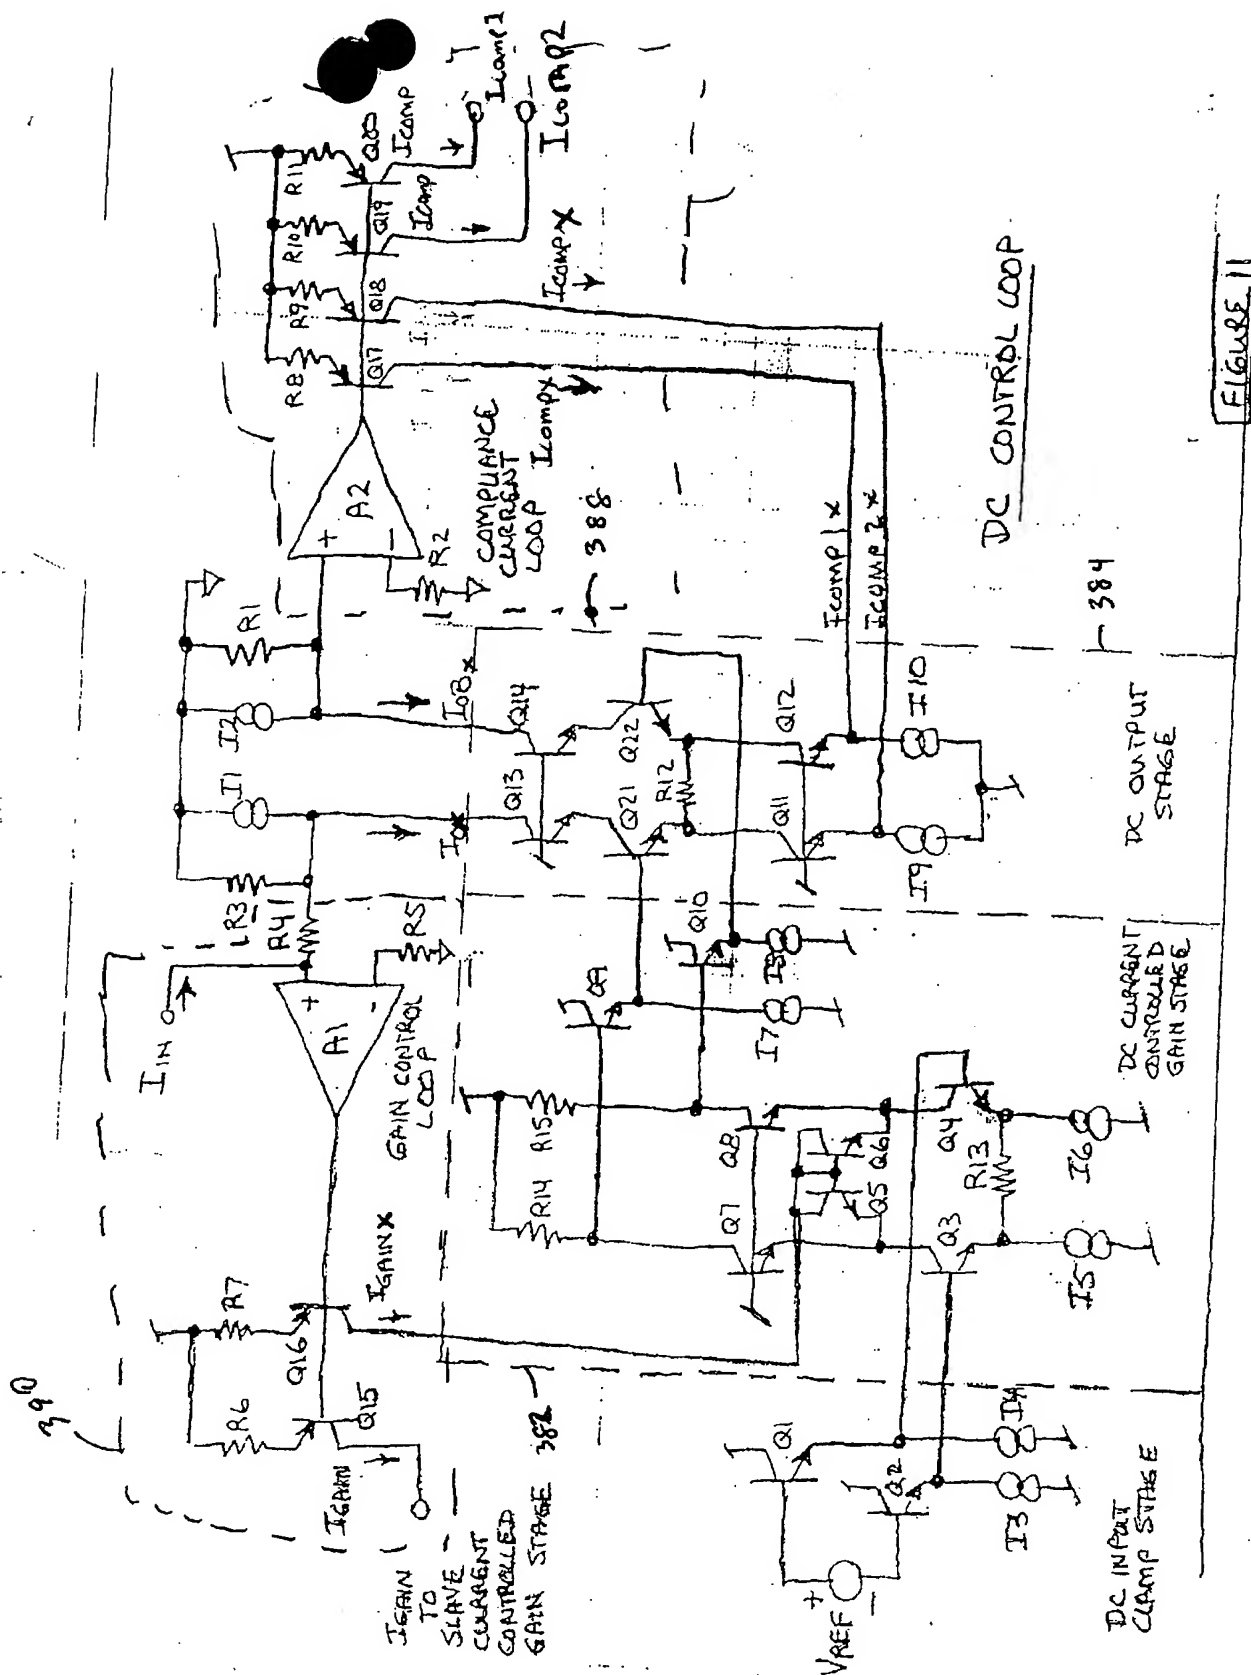 390
IIN
R3
R4
R5
A1
+
-
GAIN CONTROL
LOOP
R6
R7
Q16
Q15
IGAIN
IGAINX
IGAIN
TO
SLAVE
CURRENT
CONTROLLED
GAIN STAGE
382
I1
I2
R1
A2
+
-
R2
R8
R9
R10
R11
Q17
Q18
Q19
Q20
ICOMP
ICOMP
ICOMP1
ICOMP2
ICOMPX
ICOMPX
COMPLIANCE
CURRENT
LOOP
388
IOX
IOBX
Q13
Q14
Q21
Q22
R12
Q11
Q12
I9
I10
ICOMP1X
ICOMP2X
DC OUTPUT
STAGE
384
R14
R15
Q9
Q10
I7
I8
Q7
Q8
Q5
Q6
Q3
Q4
R13
I5
I6
DC CURRENT
CONTROLLED
GAIN STAGE
VREF
+
-
Q1
Q2
I3
I4
DC INPUT
CLAMP STAGE
DC CONTROL LOOP
FIGURE 11